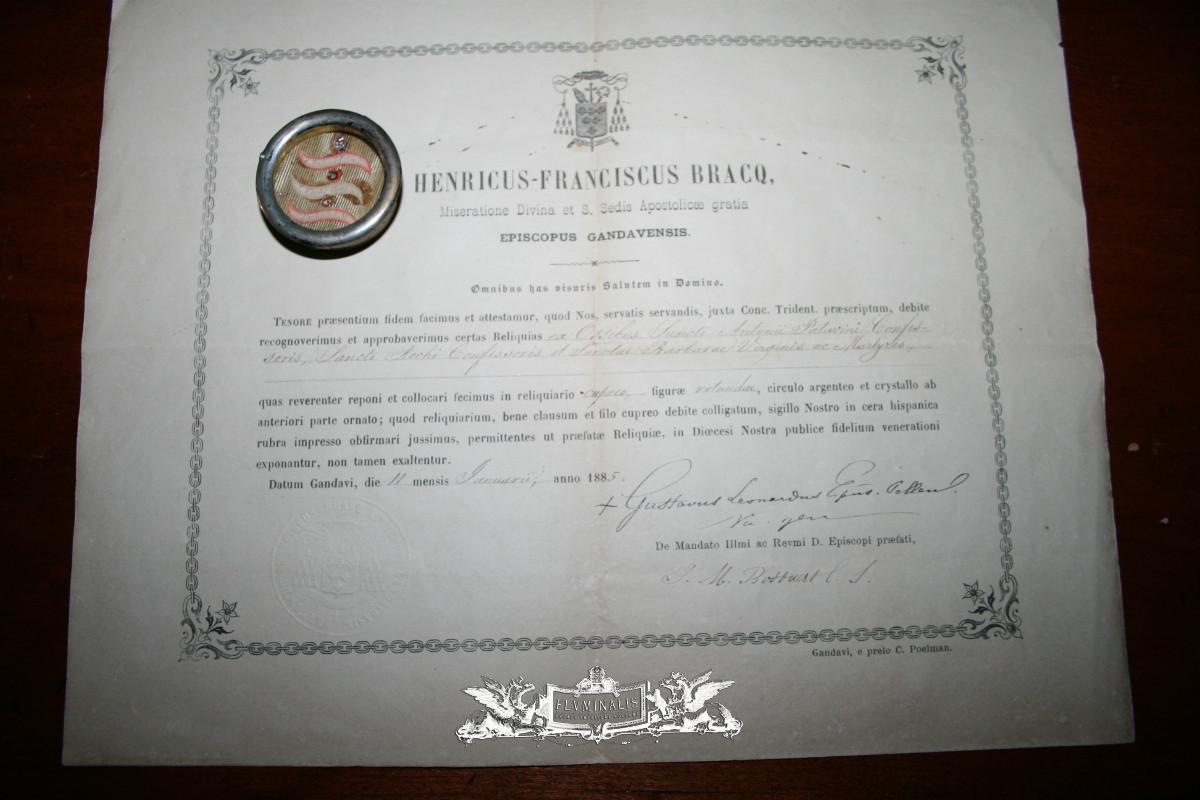 HENRICUS-FRANCISCUS BRACQ,
Miseratione Divina et S. Sedis Apostolicæ gratia
EPISCOPUS GANDAVENSIS.
Omnibus has visuris Salutem in Domino.
TENORE præsentium fidem facimus et attestamur, quod Nos, servatis servandis, juxta Conc. Trident. præscriptum, debite
recognoverimus et approbaverimus certas Reliquias ex Ossibus Sancti Antonii Patavini Confes-
soris, Sancti Rochi Confessoris et Sanctae Barbarae Virginis ac Martyris,
quas reverenter reponi et collocari fecimus in reliquiario cupreo, figuræ rotundæ, circulo argenteo et crystallo ab
anteriori parte ornato; quod reliquiarium, bene clausum et filo cupreo debite colligatum, sigillo Nostro in cera hispanica
rubra impresso obfirmari jussimus, permittentes ut præfatæ Reliquiæ, in Diœcesi Nostra publice fidelium venerationi
exponantur, non tamen exaltentur.
Datum Gandavi, die 11 mensis Januarii, anno 1885.
+ Gustavus Leonardus Epus.
Vic. gen
De Mandato Illmi ac Revmi D. Episcopi præfati,
Gandavi, e prelo C. Poelman.
FLVMINALIS